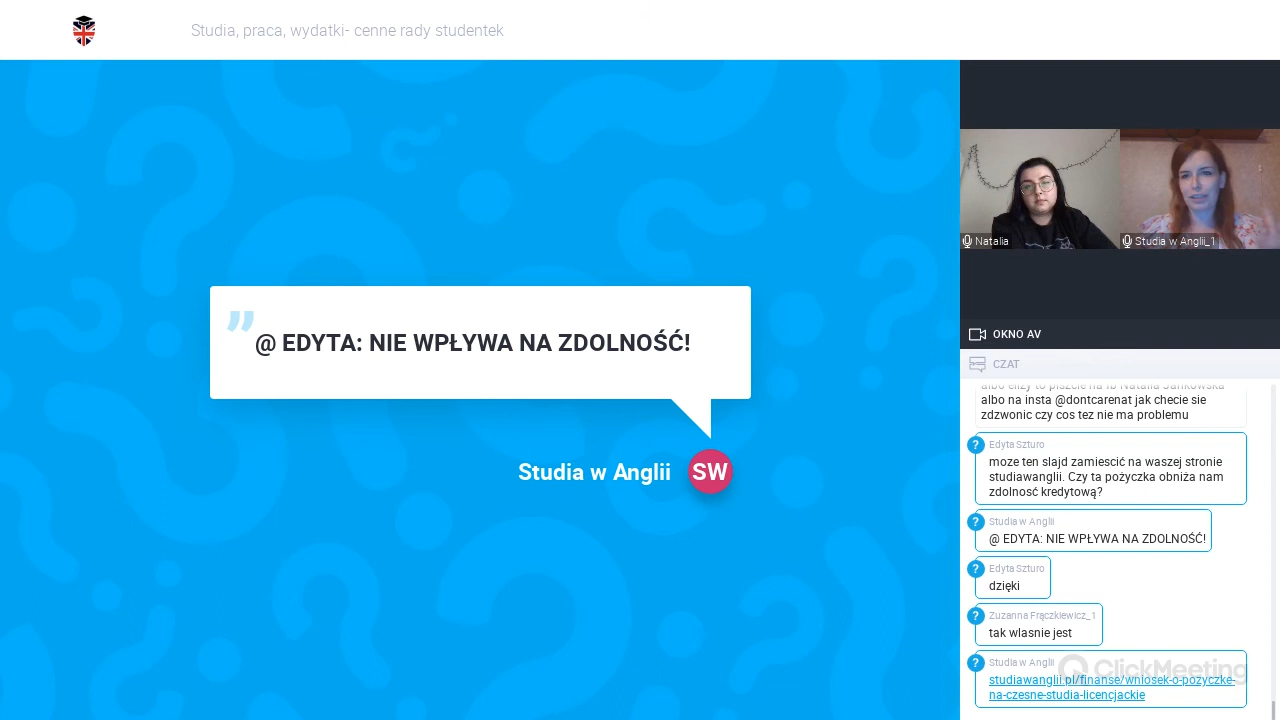 Studia, praca, wydatki- cenne rady studentek
@ EDYTA: NIE WPŁYWA NA ZDOLNOŚĆ!
Studia w Anglii
SW
Natalia
Studia w Anglii_1
OKNO AV
CZAT
albo elizy to piszcie na fb Natalia Jankowska
albo na insta @dontcarenat jak checie sie
zdzwonic czy cos tez nie ma problemu
Edyta Szturo
moze ten slajd zamiescić na waszej stronie
studiawanglii. Czy ta pożyczka obniża nam
zdolnosć kredytową?
Studia w Anglii
@ EDYTA: NIE WPŁYWA NA ZDOLNOŚĆ!
Edyta Szturo
dzięki
Zuzanna Frączkiewicz_1
tak wlasnie jest
Studia w Anglii
studiawanglii.pl/finanse/wniosek-o-pozyczke-
na-czesne-studia-licencjackie
ClickMeeting